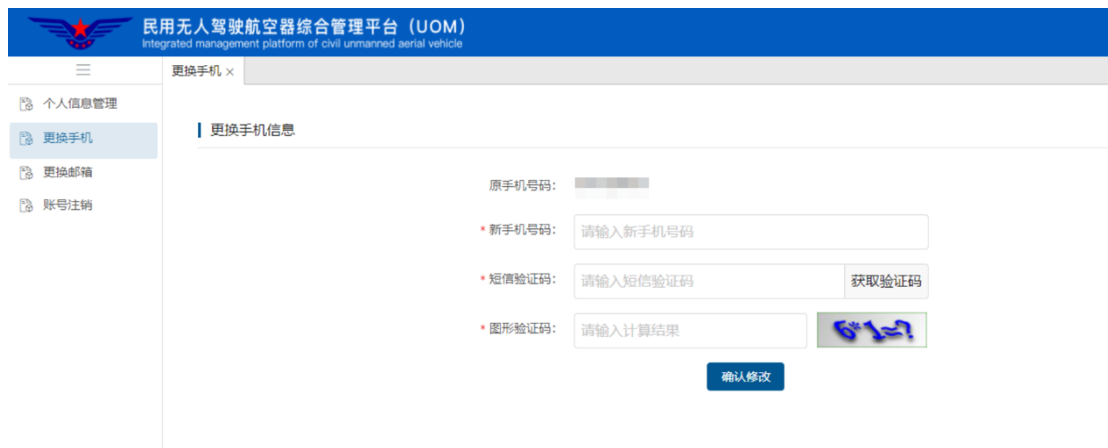 民用无人驾驶航空器综合管理平台（UOM）
Integrated management platform of civil unmanned aerial vehicle
更换手机 ×
个人信息管理
更换手机
更换邮箱
账号注销
更换手机信息
原手机号码：
* 新手机号码： 请输入新手机号码
* 短信验证码： 请输入短信验证码 获取验证码
* 图形验证码： 请输入计算结果 6*1=?
确认修改